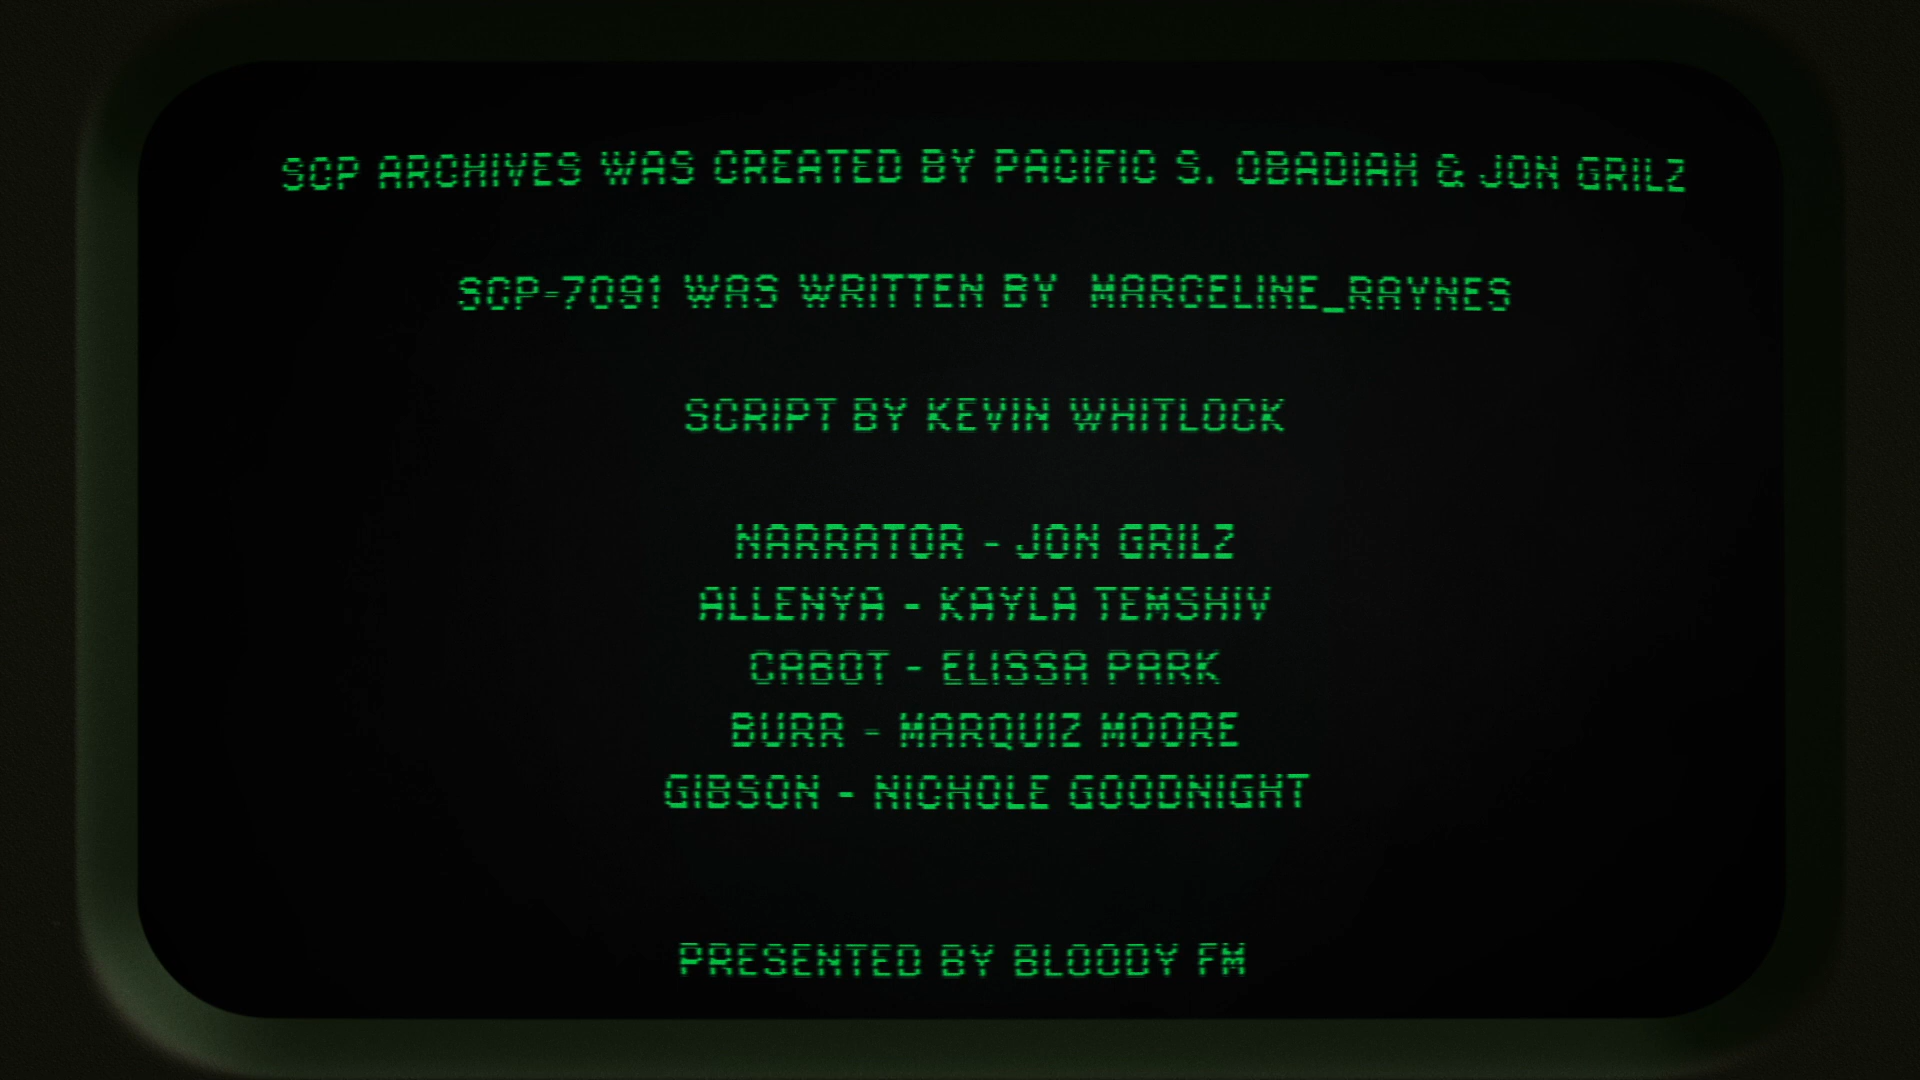 SCP ARCHIVES WAS CREATED BY PACIFIC S. OBADIAH & JON GRILZ
SCP-7091 WAS WRITTEN BY MARCELINE_RAYNES
SCRIPT BY KEVIN WHITLOCK
NARRATOR - JON GRILZ
ALLENYA - KAYLA TEMSHIV
CABOT - ELISSA PARK
BURR - MARQUIZ MOORE
GIBSON - NICHOLE GOODNIGHT
PRESENTED BY BLOODY FM